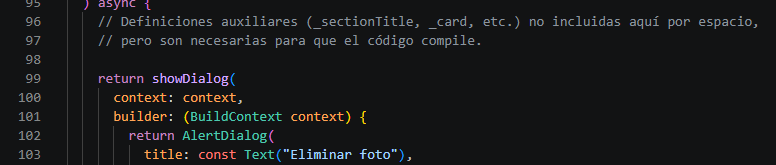 95 ) async {
96 // Definiciones auxiliares (_sectionTitle, _card, etc.) no incluidas aquí por espacio,
97 // pero son necesarias para que el código compile.
98
99 return showDialog(
100 context: context,
101 builder: (BuildContext context) {
102 return AlertDialog(
103 title: const Text("Eliminar foto"),